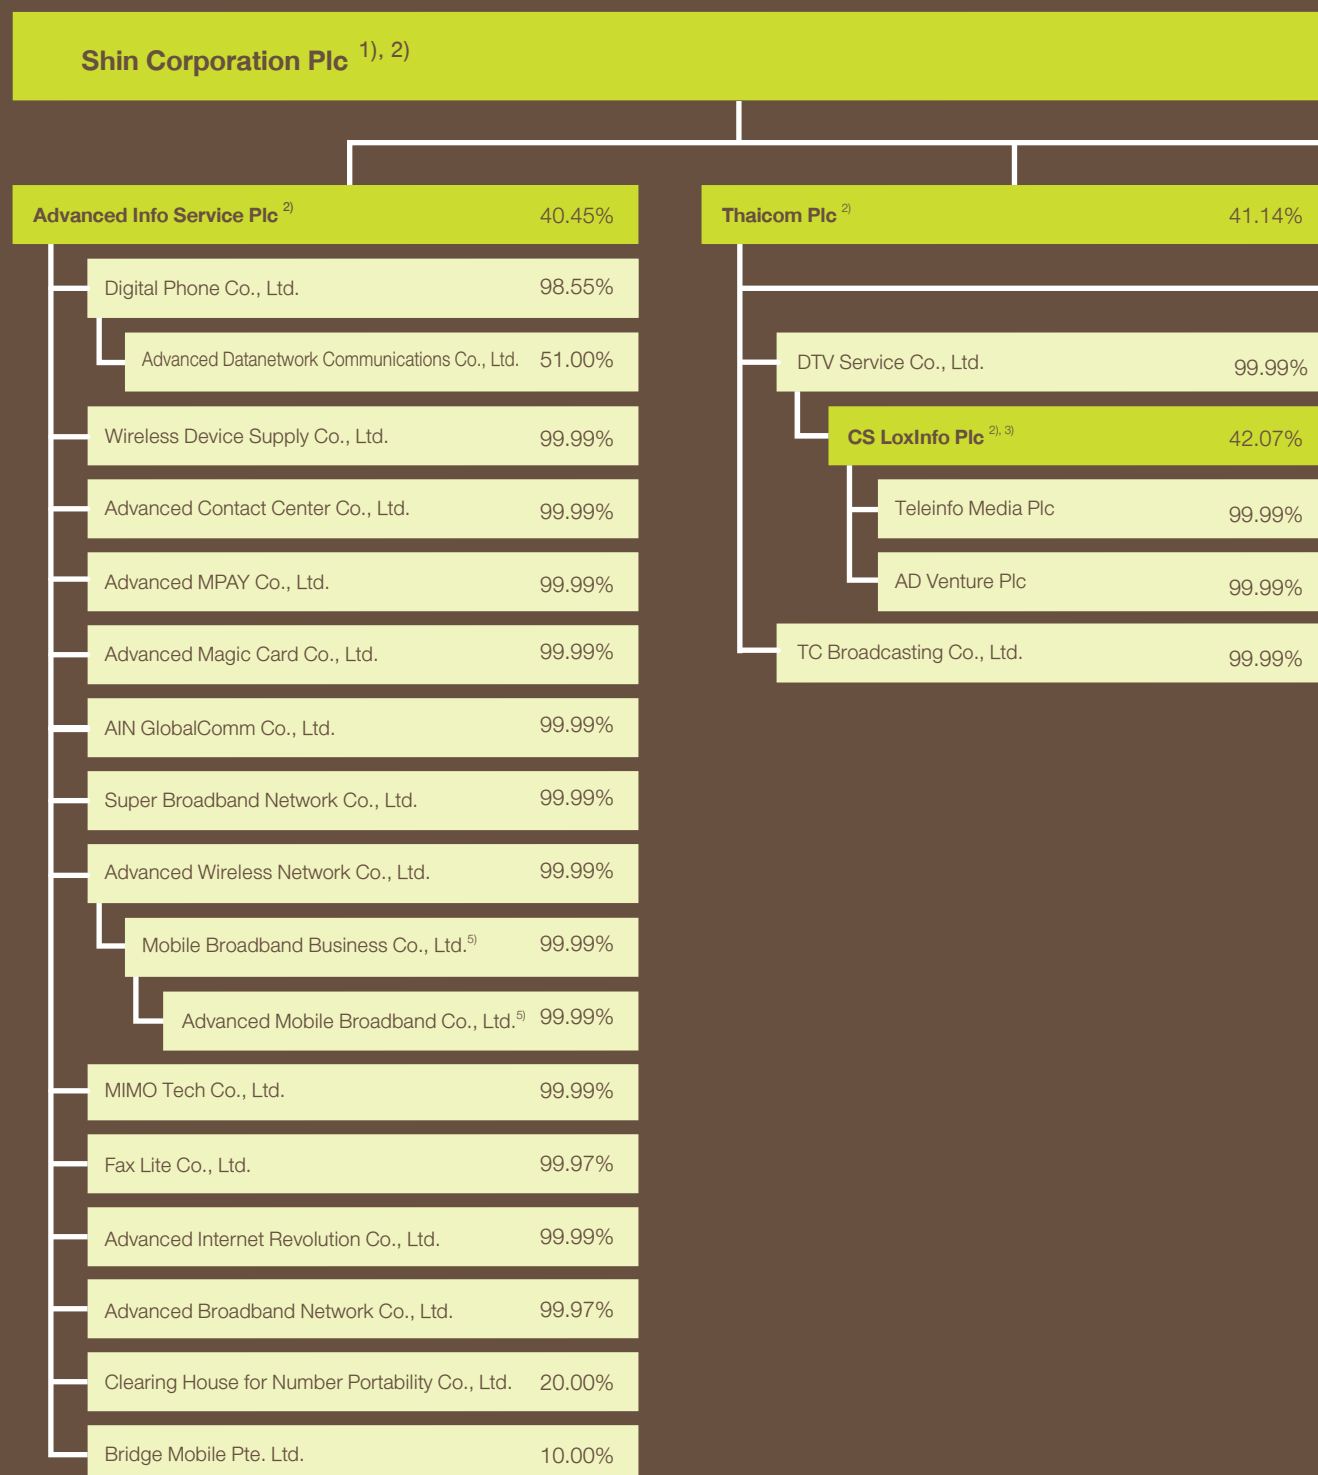 Shin Corporation Plc 1), 2)
Advanced Info Service Plc 2) 40.45%
Digital Phone Co., Ltd. 98.55%
Advanced Datanetwork Communications Co., Ltd. 51.00%
Wireless Device Supply Co., Ltd. 99.99%
Advanced Contact Center Co., Ltd. 99.99%
Advanced MPAY Co., Ltd. 99.99%
Advanced Magic Card Co., Ltd. 99.99%
AIN GlobalComm Co., Ltd. 99.99%
Super Broadband Network Co., Ltd. 99.99%
Advanced Wireless Network Co., Ltd. 99.99%
Mobile Broadband Business Co., Ltd.5) 99.99%
Advanced Mobile Broadband Co., Ltd.5) 99.99%
MIMO Tech Co., Ltd. 99.99%
Fax Lite Co., Ltd. 99.97%
Advanced Internet Revolution Co., Ltd. 99.99%
Advanced Broadband Network Co., Ltd. 99.97%
Clearing House for Number Portability Co., Ltd. 20.00%
Bridge Mobile Pte. Ltd. 10.00%
Thaicom Plc 2) 41.14%
DTV Service Co., Ltd. 99.99%
CS LoxInfo Plc 2), 3) 42.07%
Teleinfo Media Plc 99.99%
AD Venture Plc 99.99%
TC Broadcasting Co., Ltd. 99.99%